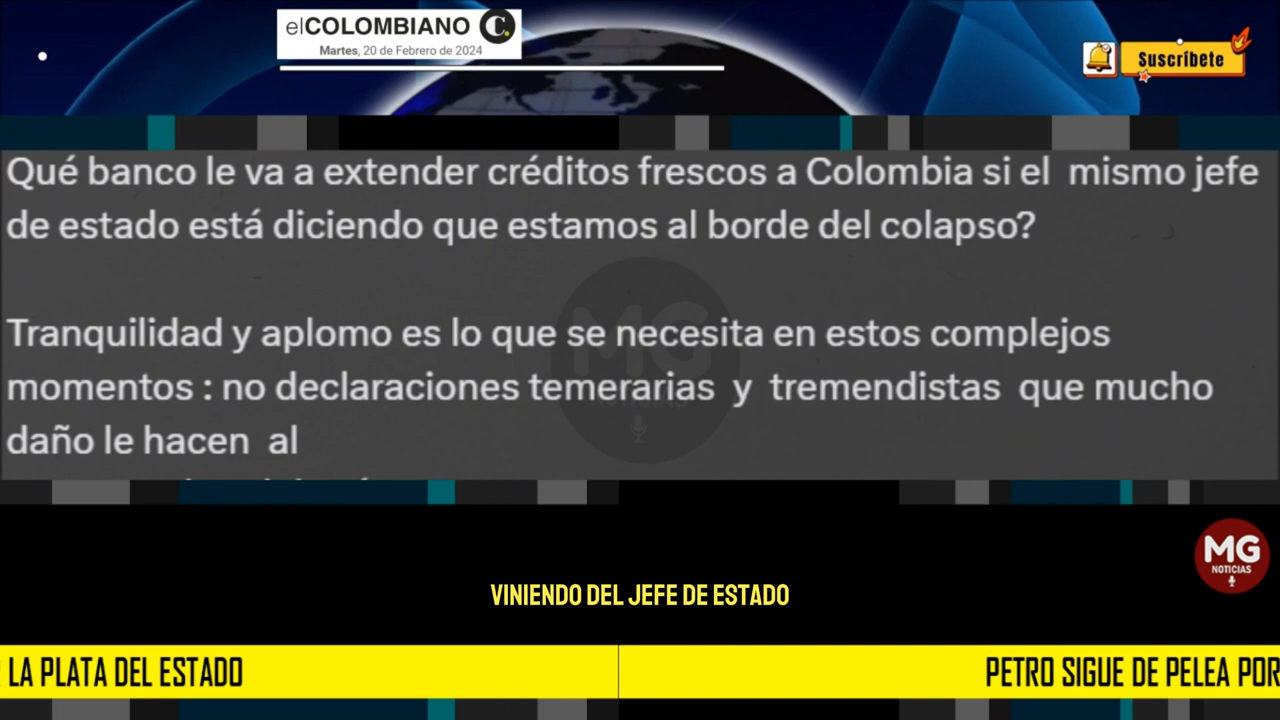 elCOLOMBIANO
Martes, 20 de Febrero de 2024
Suscríbete
Qué banco le va a extender créditos frescos a Colombia si el mismo jefe
de estado está diciendo que estamos al borde del colapso?
Tranquilidad y aplomo es lo que se necesita en estos complejos
momentos : no declaraciones temerarias y tremendistas que mucho
daño le hacen al
MG
NOTICIAS
MG
NOTICIAS
VINIENDO DEL JEFE DE ESTADO
LA PLATA DEL ESTADO
PETRO SIGUE DE PELEA POR